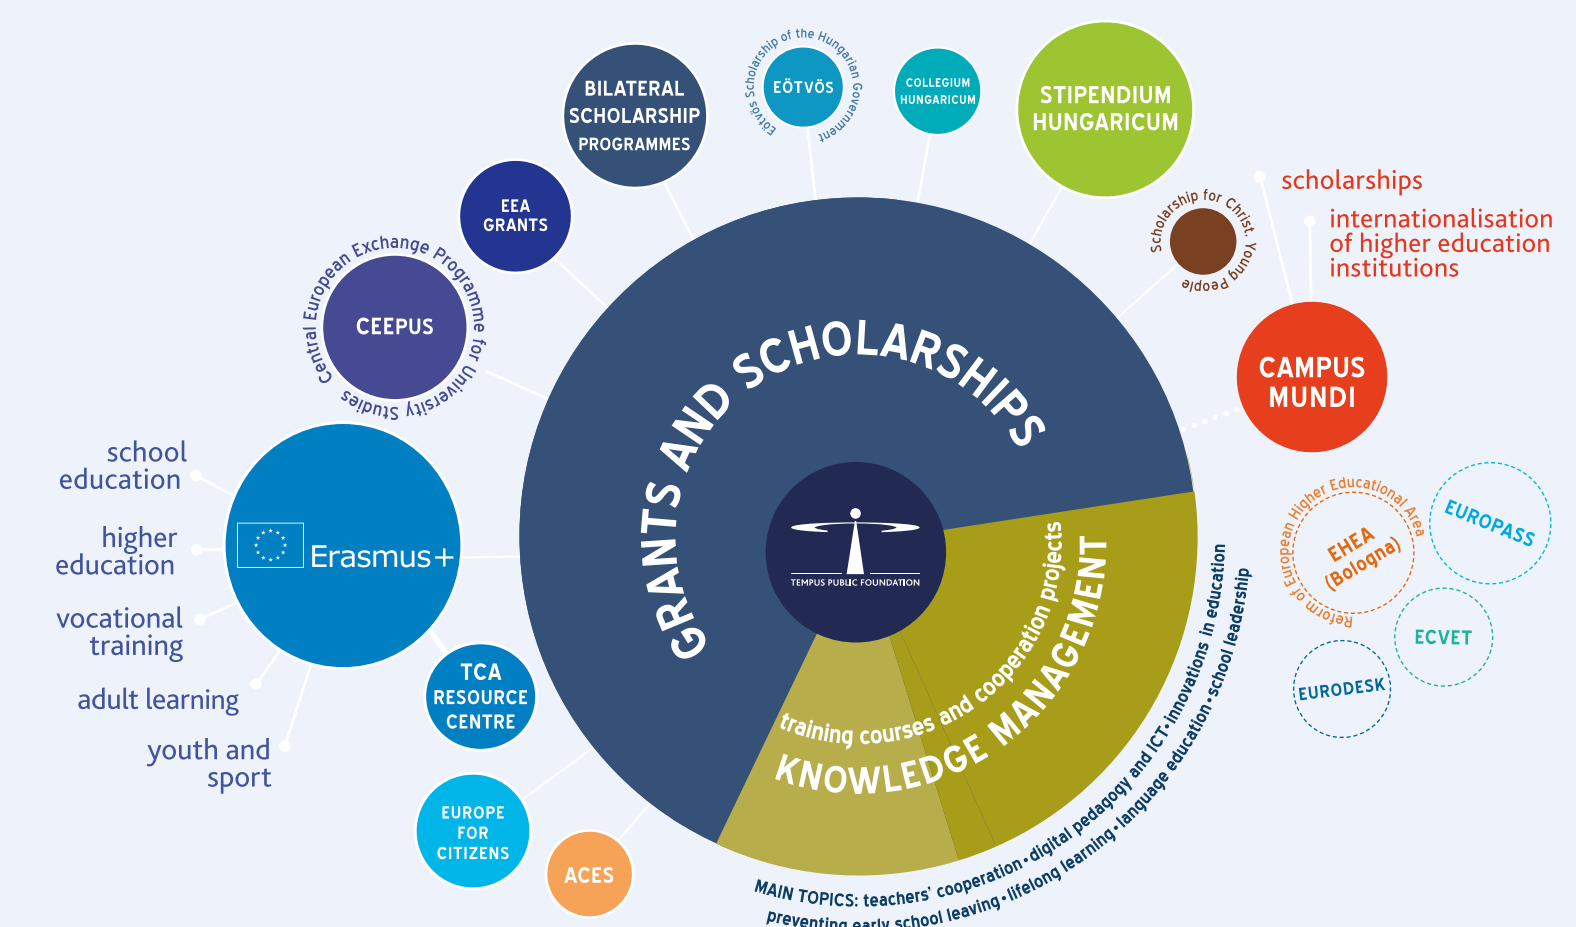 BILATERAL
SCHOLARSHIP
PROGRAMMES
Eötvös Scholarship of the Hungarian Government
EÖTVÖS
COLLEGIUM
HUNGARICUM
STIPENDIUM
HUNGARICUM
EEA
GRANTS
Scholarship for Christ. Young People
scholarships
internationalisation
of higher education
institutions
Central European Exchange Programme for University Studies
CEEPUS
CAMPUS
MUNDI
GRANTS AND SCHOLARSHIPS
school
education
higher
education
vocational
training
adult learning
youth and
sport
Erasmus+
TEMPUS PUBLIC FOUNDATION
Reform of European Higher Educational Area
EHEA
(Bologna)
EUROPASS
ECVET
EURODESK
TCA
RESOURCE
CENTRE
EUROPE
FOR
CITIZENS
ACES
training courses and cooperation projects
KNOWLEDGE MANAGEMENT
MAIN TOPICS: teachers' cooperation • digital pedagogy and ICT • innovations in education
preventing early school leaving • lifelong learning • language education • school leadership